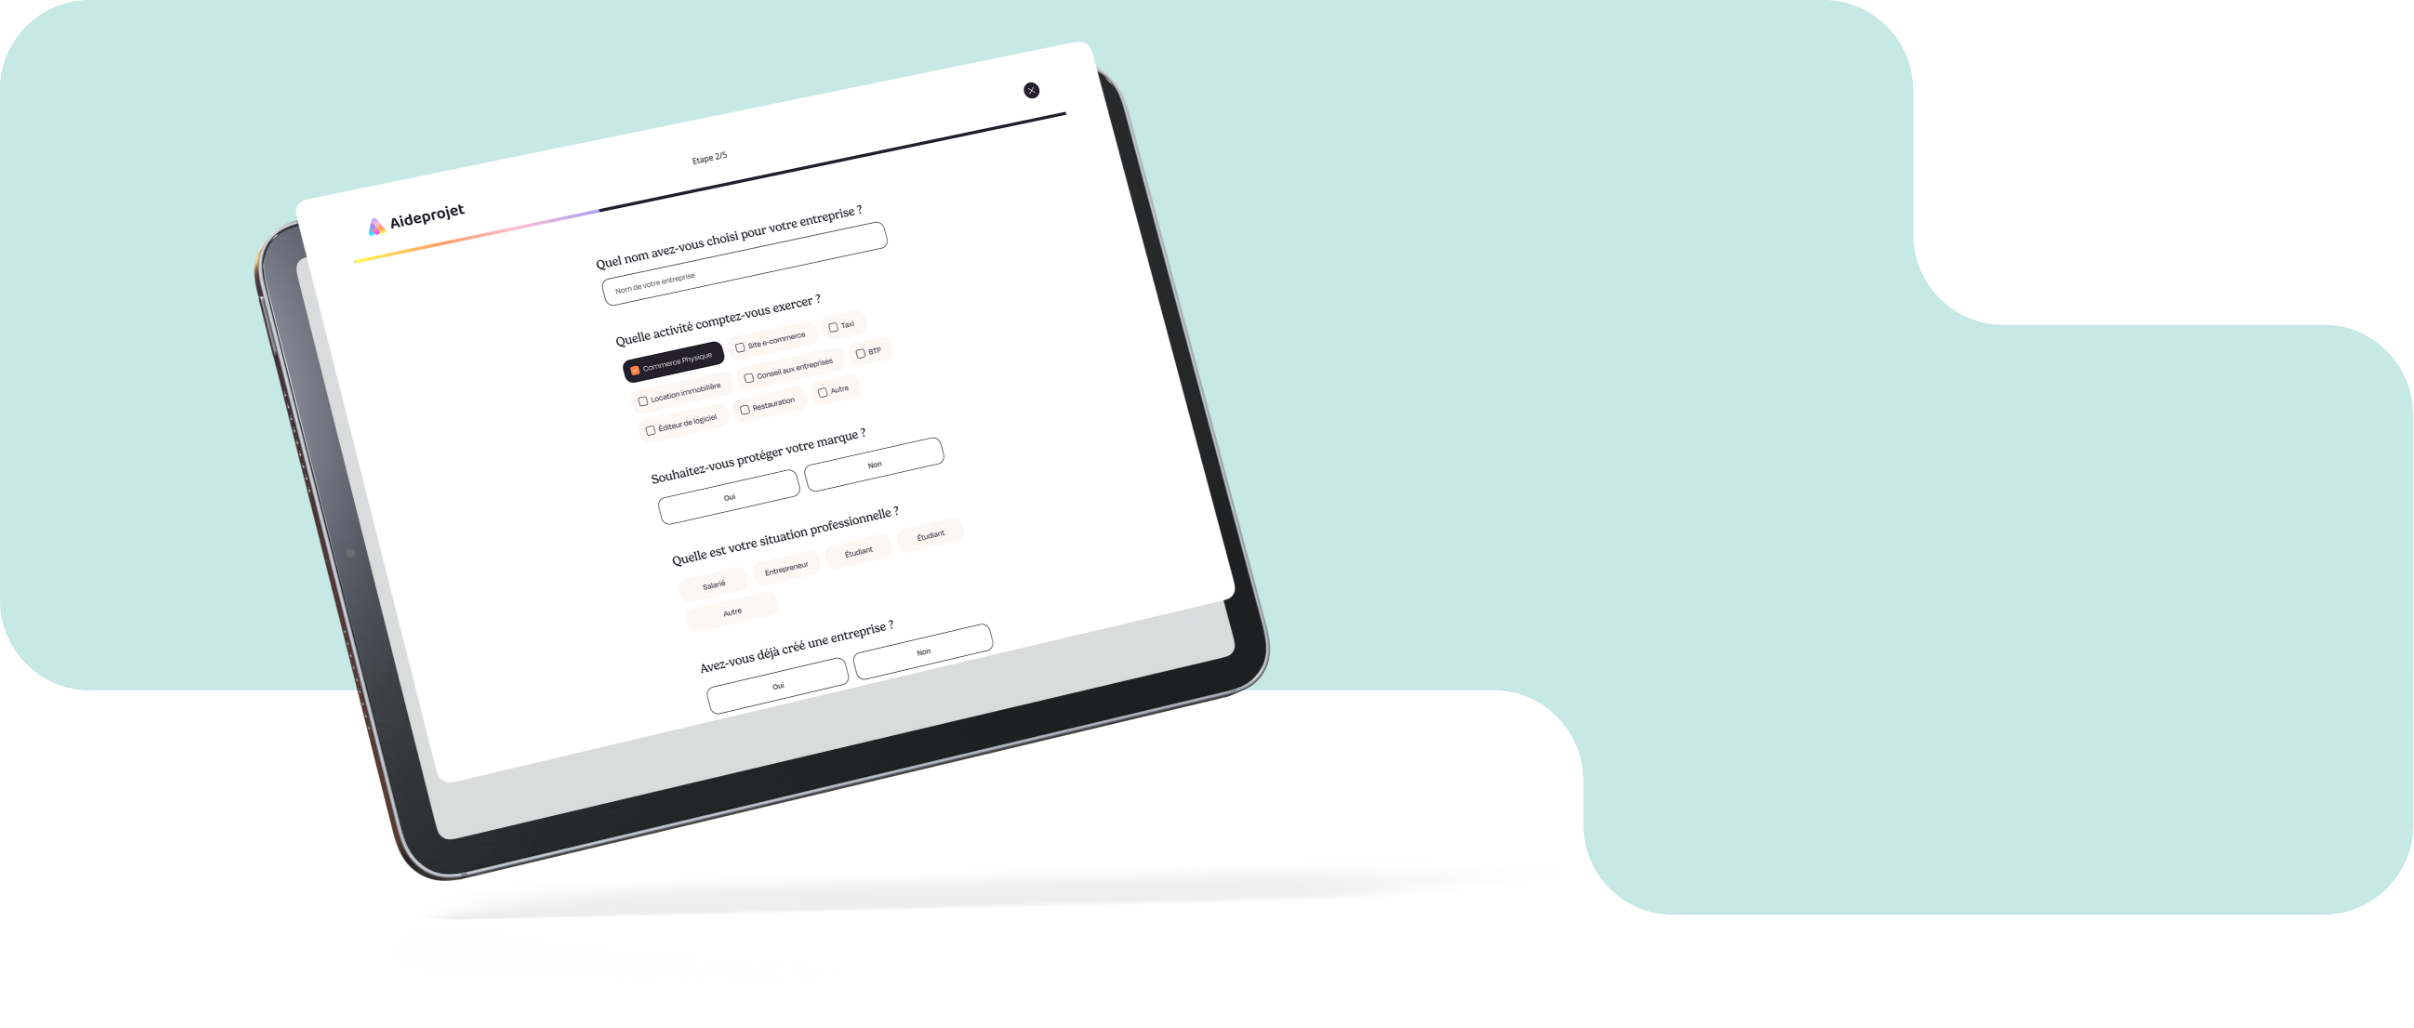 Etape 2/5
Aideprojet
Quel nom avez-vous choisi pour votre entreprise ?
Nom de votre entreprise
Quelle activité comptez-vous exercer ?
Commerce Physique
Site e-commerce
Taxi
Location immobilière
Conseil aux entreprises
BTP
Éditeur de logiciel
Restauration
Autre
Souhaitez-vous protéger votre marque ?
Oui
Non
Quelle est votre situation professionnelle ?
Salarié
Entrepreneur
Étudiant
Étudiant
Autre
Avez-vous déjà créé une entreprise ?
Oui
Non